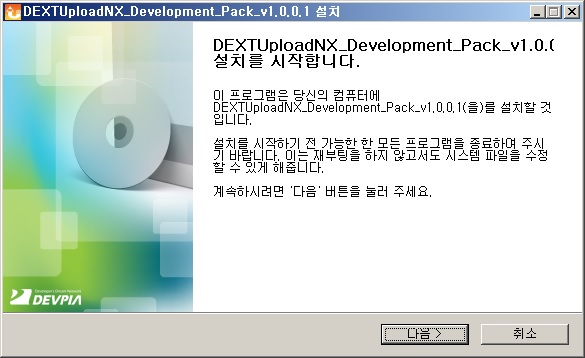 DEXTUploadNX_Development_Pack_v1.0.0.1 설치
DEXTUploadNX_Development_Pack_v1.0.(
설치를 시작합니다.
이 프로그램은 당신의 컴퓨터에
DEXTUploadNX_Development_Pack_v1.0.0.1(을)를 설치할 것
입니다.
설치를 시작하기 전 가능한 한 모든 프로그램을 종료하여 주시
기 바랍니다. 이는 재부팅을 하지 않고서도 시스템 파일을 수정
할 수 있게 해줍니다.
계속하시려면 '다음' 버튼을 눌러 주세요.
DEVPIA
다음 >
취소